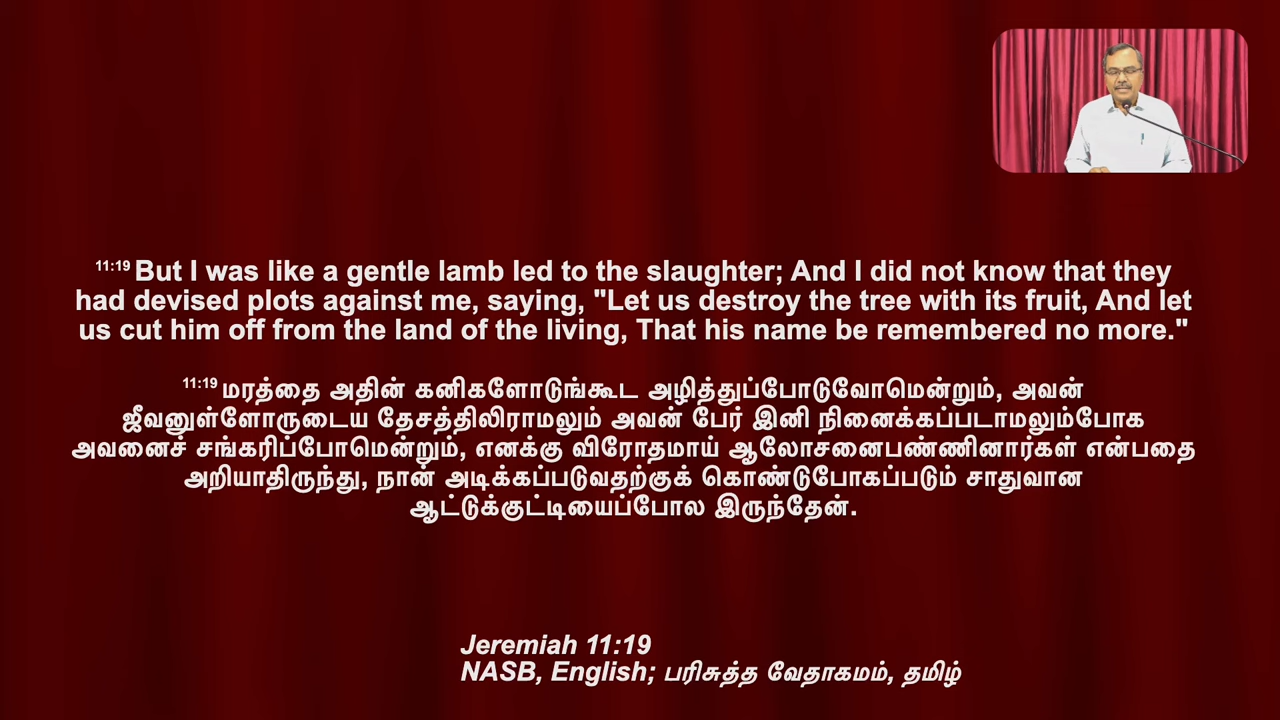 11:19 But I was like a gentle lamb led to the slaughter; And I did not know that they
had devised plots against me, saying, "Let us destroy the tree with its fruit, And let
us cut him off from the land of the living, That his name be remembered no more."
11:19 மரத்தை அதின் கனிகளோடுங்கூட அழித்துப்போடுவோமென்றும், அவன்
ஜீவனுள்ளோருடைய தேசத்திலிராமலும் அவன் பேர் இனி நினைக்கப்படாமலும்போக
அவனைச் சங்கரிப்போமென்றும், எனக்கு விரோதமாய் ஆலோசனைபண்ணினார்கள் என்பதை
அறியாதிருந்து, நான் அடிக்கப்படுவதற்குக் கொண்டுபோகப்படும் சாதுவான
ஆட்டுக்குட்டியைப்போல இருந்தேன்.
Jeremiah 11:19
NASB, English; பரிசுத்த வேதாகமம், தமிழ்